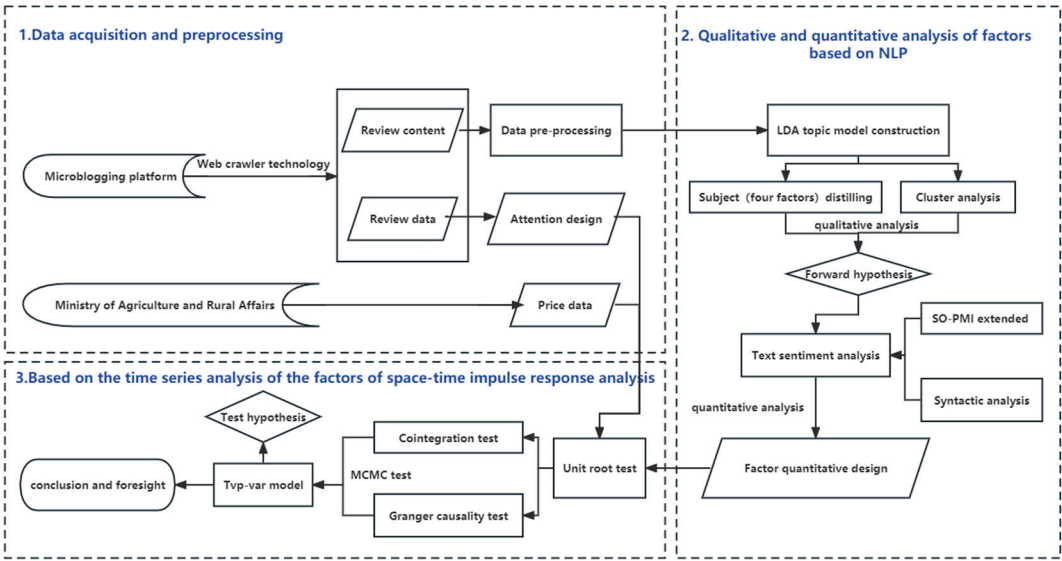 1.Data acquisition and preprocessing
Review content
Data pre-processing
Web crawler technology
Microblogging platform
Review data
Attention design
Ministry of Agriculture and Rural Affairs
Price data
2. Qualitative and quantitative analysis of factors
based on NLP
LDA topic model construction
Subject（four factors）distilling
Cluster analysis
qualitative analysis
Forward hypothesis
SO-PMI extended
Text sentiment analysis
Syntactic analysis
quantitative analysis
Factor quantitative design
3.Based on the time series analysis of the factors of space-time impulse response analysis
Test hypothesis
Cointegration test
Unit root test
MCMC test
conclusion and foresight
Tvp-var model
Granger causality test